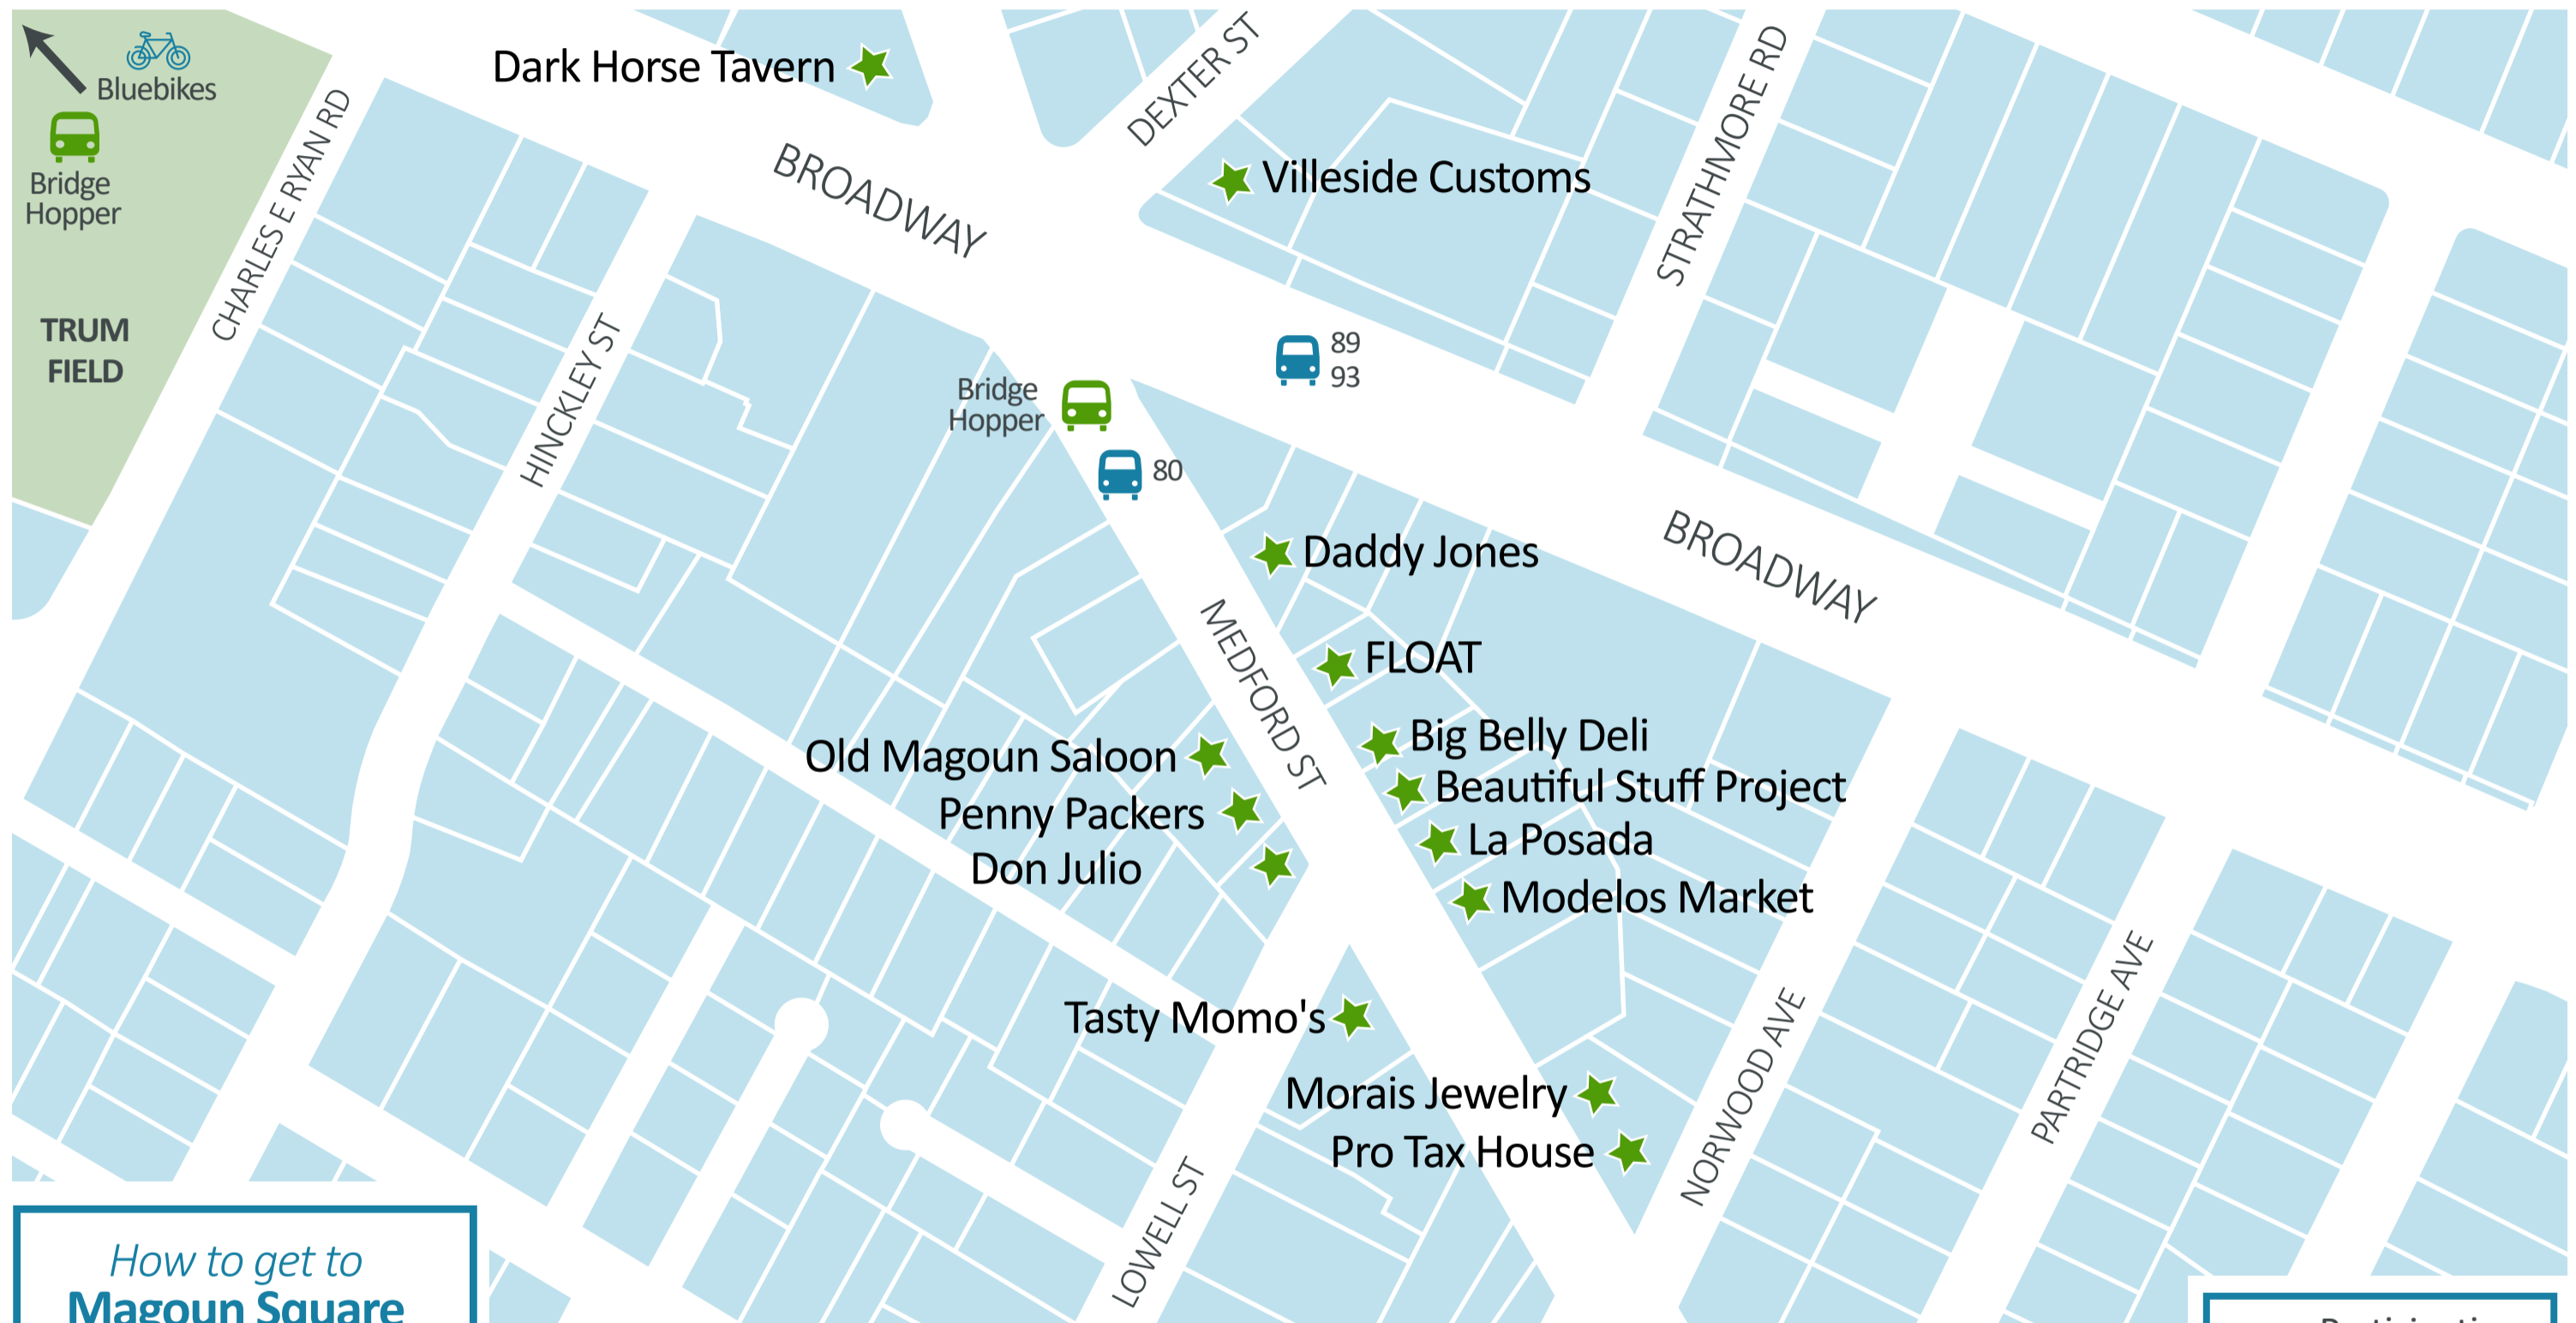 Bluebikes
Bridge
Hopper
TRUM
FIELD
CHARLES E RYAN RD
HINCKLEY ST
Dark Horse Tavern
BROADWAY
DEXTER ST
Villeside Customs
STRATHMORE RD
89
93
Bridge
Hopper
80
Daddy Jones
BROADWAY
FLOAT
MEDFORD ST
Big Belly Deli
Old Magoun Saloon
Beautiful Stuff Project
Penny Packers
La Posada
Don Julio
Modelos Market
Tasty Momo's
Morais Jewelry
Pro Tax House
NORWOOD AVE
PARTRIDGE AVE
LOWELL ST
How to get to
Magoun Square